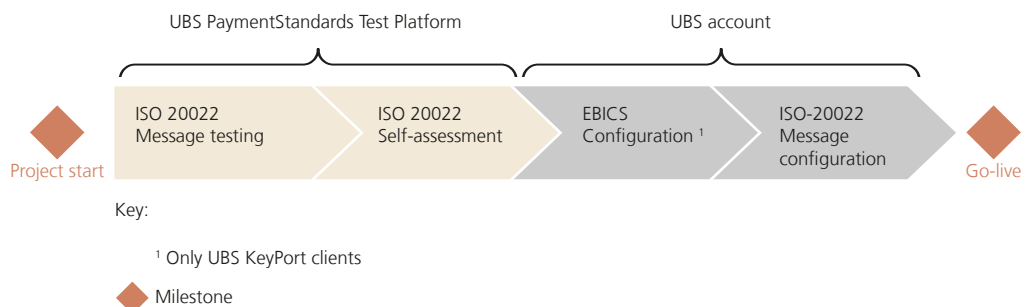 UBS PaymentStandards Test Platform
UBS account
ISO 20022
Message testing
ISO 20022
Self-assessment
EBICS
Configuration ¹
ISO-20022
Message
configuration
Project start
Go-live
Key:
¹ Only UBS KeyPort clients
Milestone